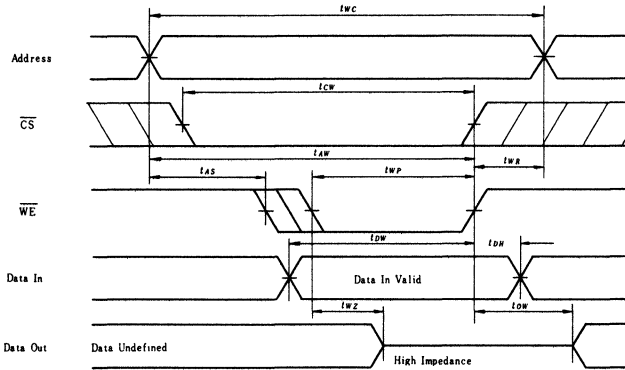 tWC
Address
tCW
CS
tAW
tWR
tAS
tWP
WE
tDW
tDH
Data In
Data In Valid
tWZ
tOW
Data Out
Data Undefined
High Impedance